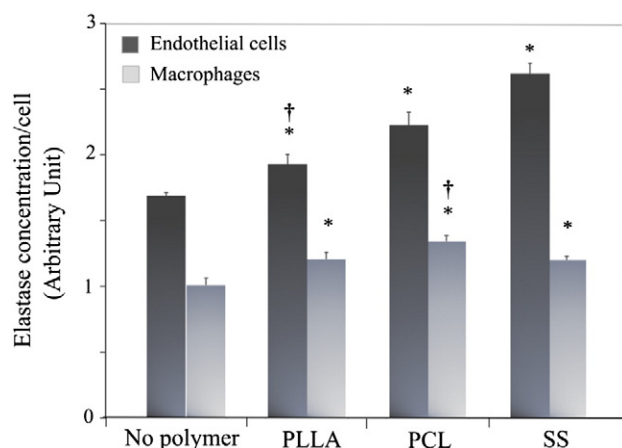 Elastase concentration/cell
(Arbitrary Unit)
3
2
1
0
Endothelial cells
Macrophages
†
*
*
*
†
*
*
*
No polymer PLLA PCL SS